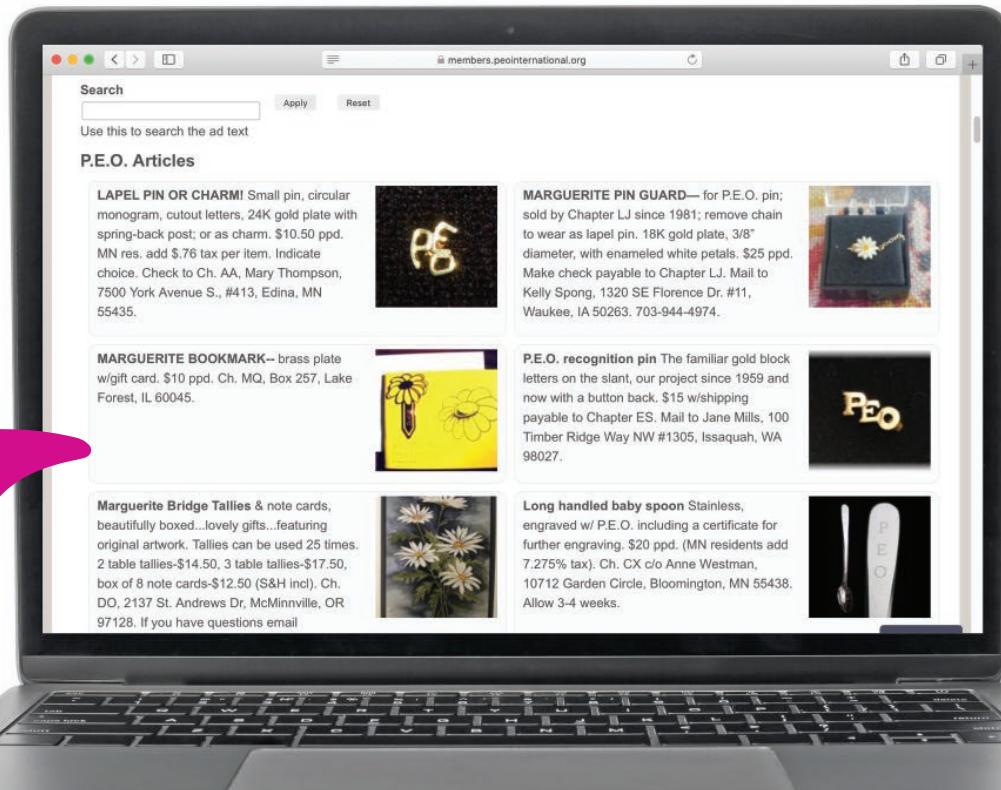 members.peointernational.org
Search
Apply
Reset
Use this to search the ad text
P.E.O. Articles
LAPEL PIN OR CHARM! Small pin, circular
monogram, cutout letters, 24K gold plate with
spring-back post; or as charm. $10.50 ppd.
MN res. add $.76 tax per item. Indicate
choice. Check to Ch. AA, Mary Thompson,
7500 York Avenue S., #413, Edina, MN
55435.
PEO
MARGUERITE PIN GUARD— for P.E.O. pin;
sold by Chapter LJ since 1981; remove chain
to wear as lapel pin. 18K gold plate, 3/8"
diameter, with enameled white petals. $25 ppd.
Make check payable to Chapter LJ. Mail to
Kelly Spong, 1320 SE Florence Dr. #11,
Waukee, IA 50263. 703-944-4974.
MARGUERITE BOOKMARK-- brass plate
w/gift card. $10 ppd. Ch. MQ, Box 257, Lake
Forest, IL 60045.
P.E.O. recognition pin The familiar gold block
letters on the slant, our project since 1959 and
now with a button back. $15 w/shipping
payable to Chapter ES. Mail to Jane Mills, 100
Timber Ridge Way NW #1305, Issaquah, WA
98027.
PEO
Marguerite Bridge Tallies & note cards,
beautifully boxed...lovely gifts...featuring
original artwork. Tallies can be used 25 times.
2 table tallies-$14.50, 3 table tallies-$17.50,
box of 8 note cards-$12.50 (S&H incl). Ch.
DO, 2137 St. Andrews Dr, McMinnville, OR
97128. If you have questions email
Long handled baby spoon Stainless,
engraved w/ P.E.O. including a certificate for
further engraving. $20 ppd. (MN residents add
7.275% tax). Ch. CX c/o Anne Westman,
10712 Garden Circle, Bloomington, MN 55438.
Allow 3-4 weeks.
P
E
O